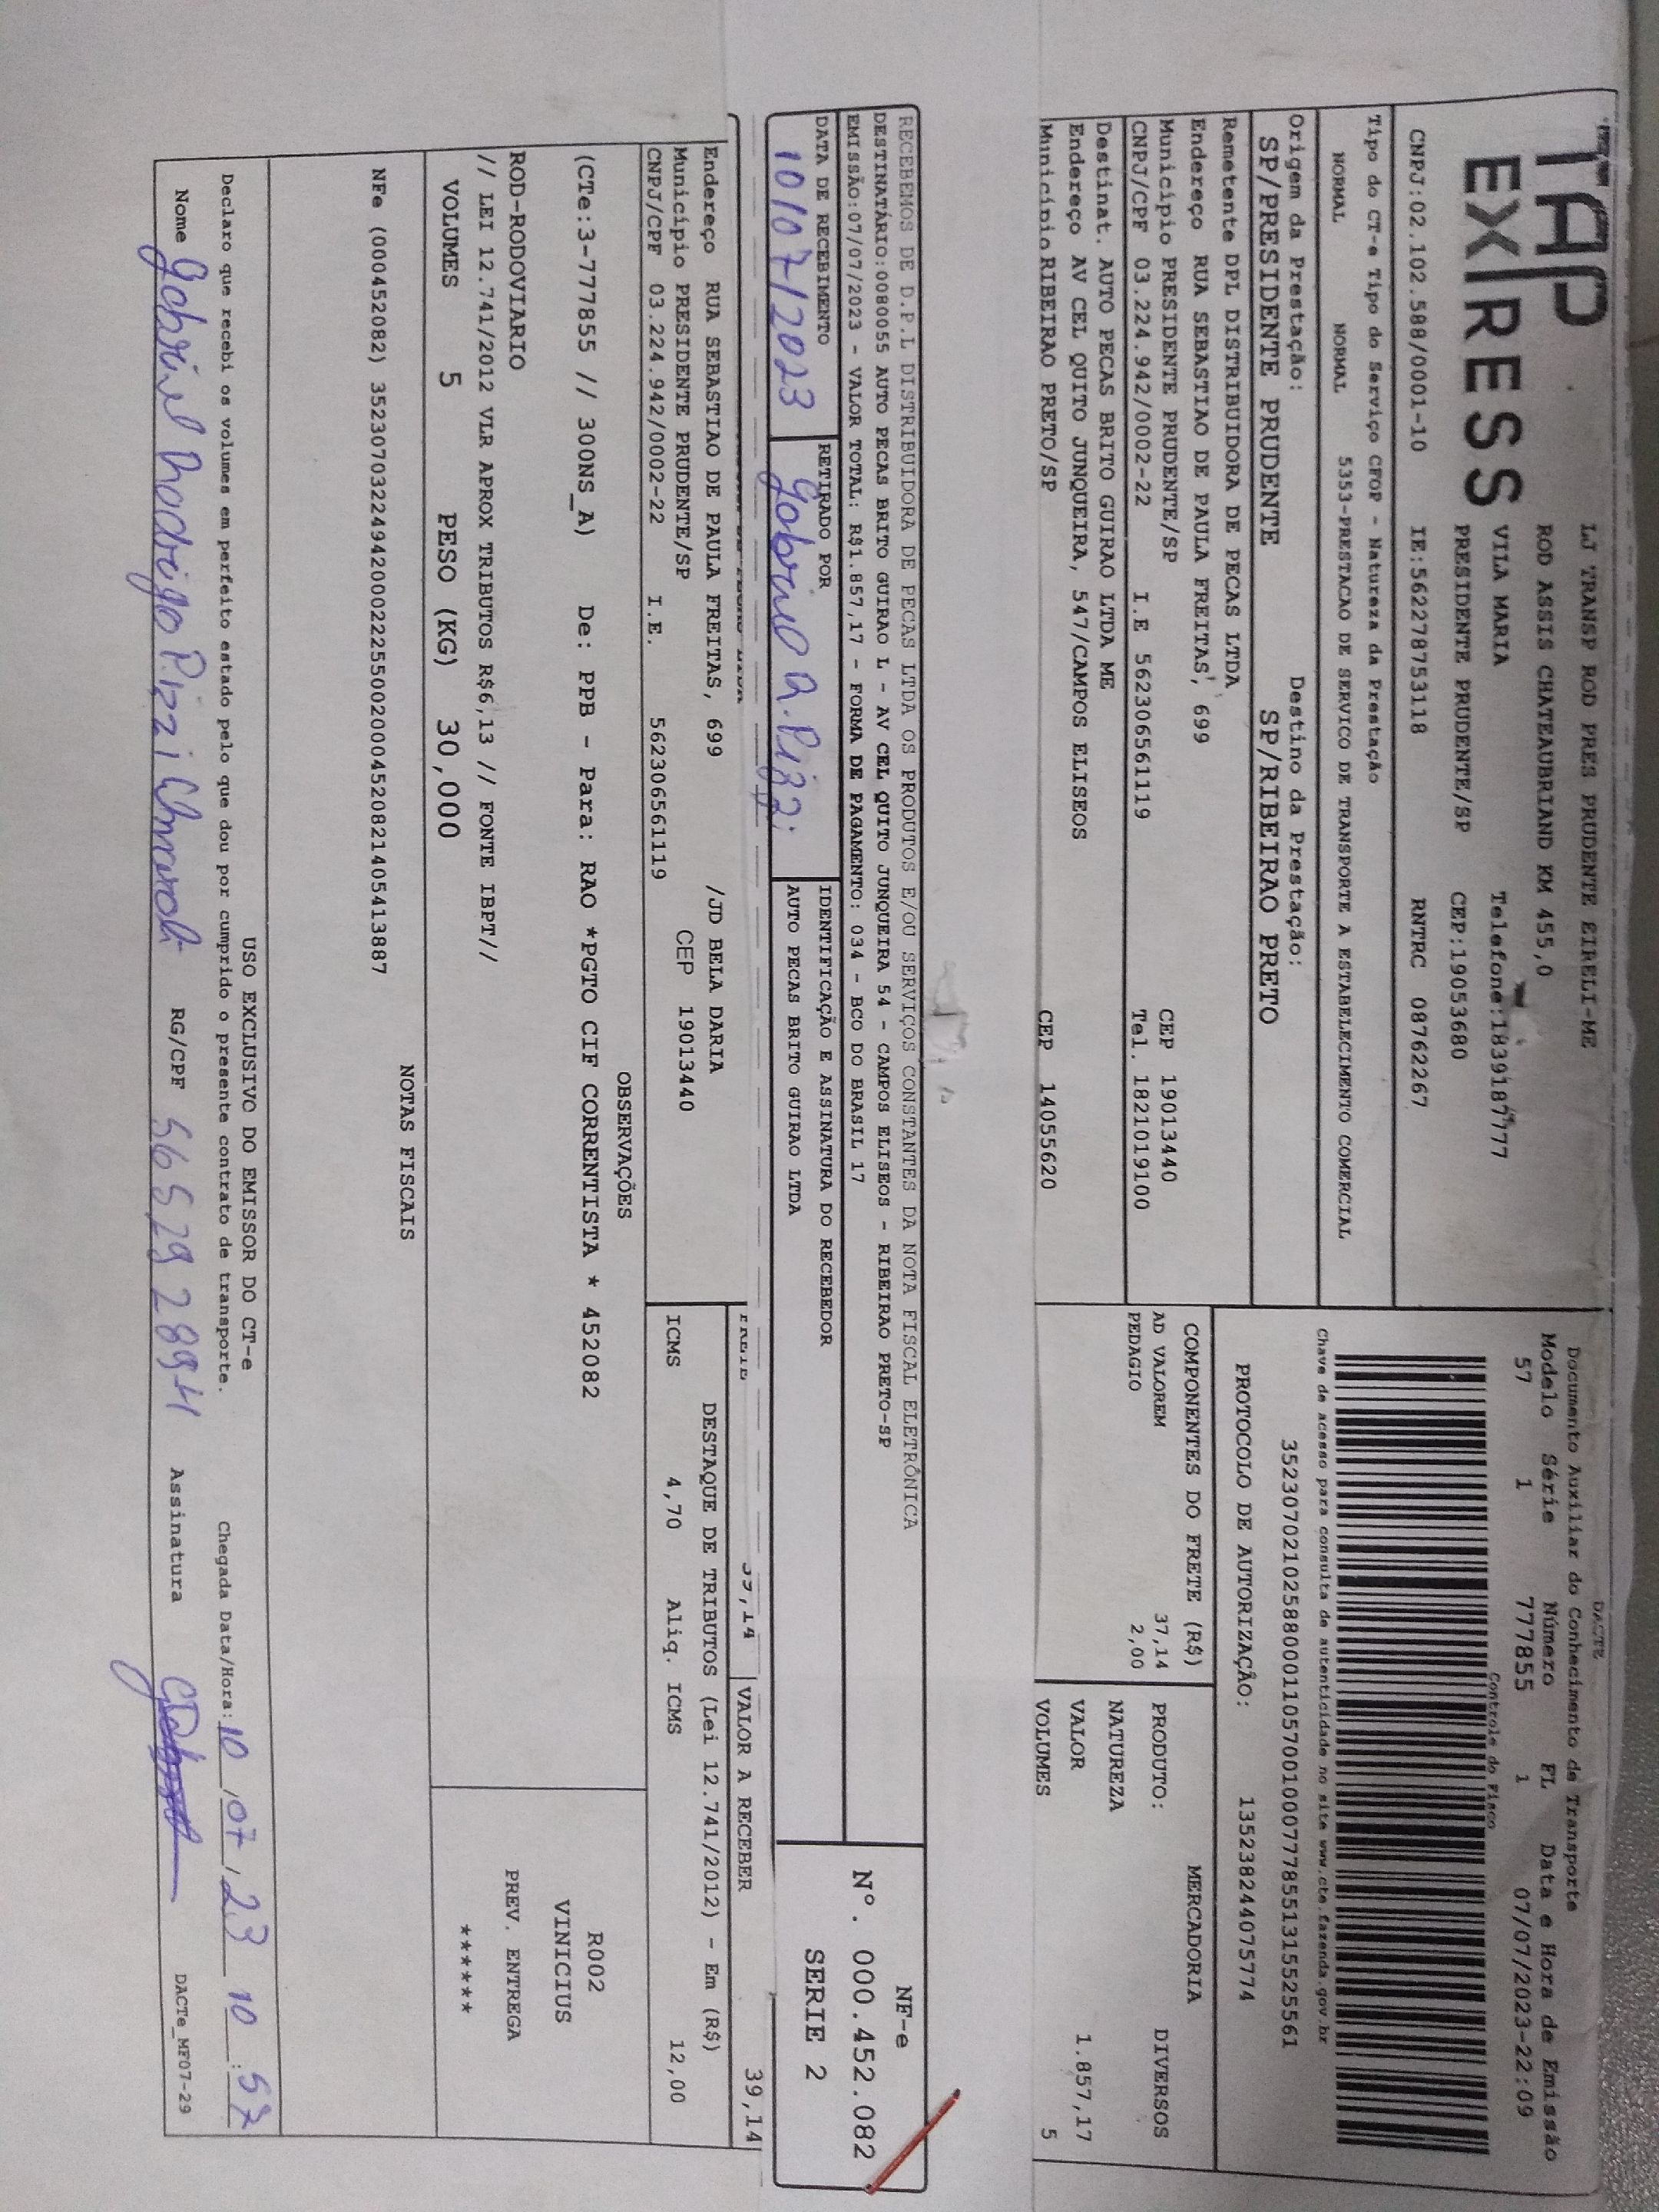 TAP
EXPRESS
LJ TRANSP ROD PRES PRUDENTE EIRELI-ME
ROD ASSIS CHATEAUBRIAND KM 455,0
VILA MARIA Telefone:1839187777
PRESIDENTE PRUDENTE/SP CEP:19053680
CNPJ:02.102.588/0001-10 IE:562278753118 RNTRC 08762267
DACTE
Documento Auxiliar do Conhecimento de Transporte
Modelo Série Número FL Data e Hora de Emissão
57 1 777855 1 07/07/2023-22:09
Controle do Fisco
Chave de acesso para consulta de autenticidade no site www.cte.fazenda.gov.br
35230702102588000110570010007778551315525561
PROTOCOLO DE AUTORIZAÇÃO: 135238244075774
Tipo do CT-e Tipo do Serviço CFOP - Natureza da Prestação
NORMAL NORMAL 5353-PRESTACAO DE SERVICO DE TRANSPORTE A ESTABELECIMENTO COMERCIAL
Origem da Prestação: Destino da Prestação:
SP/PRESIDENTE PRUDENTE SP/RIBEIRAO PRETO
Remetente DPL DISTRIBUIDORA DE PECAS LTDA
Endereço RUA SEBASTIAO DE PAULA FREITAS, 699
Município PRESIDENTE PRUDENTE/SP CEP 19013440
CNPJ/CPF 03.224.942/0002-22 I.E 562306561119 Tel. 1821019100
Destinat. AUTO PECAS BRITO GUIRAO LTDA ME
Endereço AV CEL QUITO JUNQUEIRA, 547/CAMPOS ELISEOS
Município RIBEIRAO PRETO/SP CEP 14055620
COMPONENTES DO FRETE (R$)
AD VALOREM 37,14
PEDAGIO 2,00
MERCADORIA
PRODUTO: DIVERSOS
NATUREZA
VALOR 1.857,17
VOLUMES 5
RECEBEMOS DE D.P.L DISTRIBUIDORA DE PECAS LTDA OS PRODUTOS E/OU SERVIÇOS CONSTANTES DA NOTA FISCAL ELETRÔNICA
DESTINATÁRIO:0080055 AUTO PECAS BRITO GUIRAO L - AV CEL QUITO JUNQUEIRA 54 - CAMPOS ELISEOS - RIBEIRAO PRETO-SP
EMISSÃO:07/07/2023 - VALOR TOTAL: R$1.857,17 - FORMA DE PAGAMENTO: 034 - BCO DO BRASIL 17
NF-e
Nº. 000.452.082
SERIE 2
DATA DE RECEBIMENTO RETIRADO POR IDENTIFICAÇÃO E ASSINATURA DO RECEBEDOR
10/07/2023 Gabriel R. Pizzi AUTO PECAS BRITO GUIRAO LTDA
39,14 VALOR A RECEBER 39,14
Endereço RUA SEBASTIAO DE PAULA FREITAS, 699 /JD BELA DARIA
Município PRESIDENTE PRUDENTE/SP CEP 19013440
CNPJ/CPF 03.224.942/0002-22 I.E. 562306561119
DESTAQUE DE TRIBUTOS (Lei 12.741/2012) - Em (R$)
ICMS 4,70 Aliq. ICMS 12,00
OBSERVAÇÕES
(CTe:3-777855 // 300NS_A) De: PPB - Para: RAO *PGTO CIF CORRENTISTA * 452082
ROD-RODOVIARIO
// LEI 12.741/2012 VLR APROX TRIBUTOS R$6,13 // FONTE IBPT//
R002
VINICIUS
PREV. ENTREGA
******
VOLUMES 5 PESO (KG) 30,000
NOTAS FISCAIS
NFe (000452082) 35230703224942000222550020004520821405413887
USO EXCLUSIVO DO EMISSOR DO CT-e
Declaro que recebi os volumes em perfeito estado pelo que dou por cumprido o presente contrato de transporte. Chegada Data/Hora: 10/07/23 10:57
Nome Gabriel Rodrigo Pizzi RG/CPF Assinatura DACTe_MF07-29